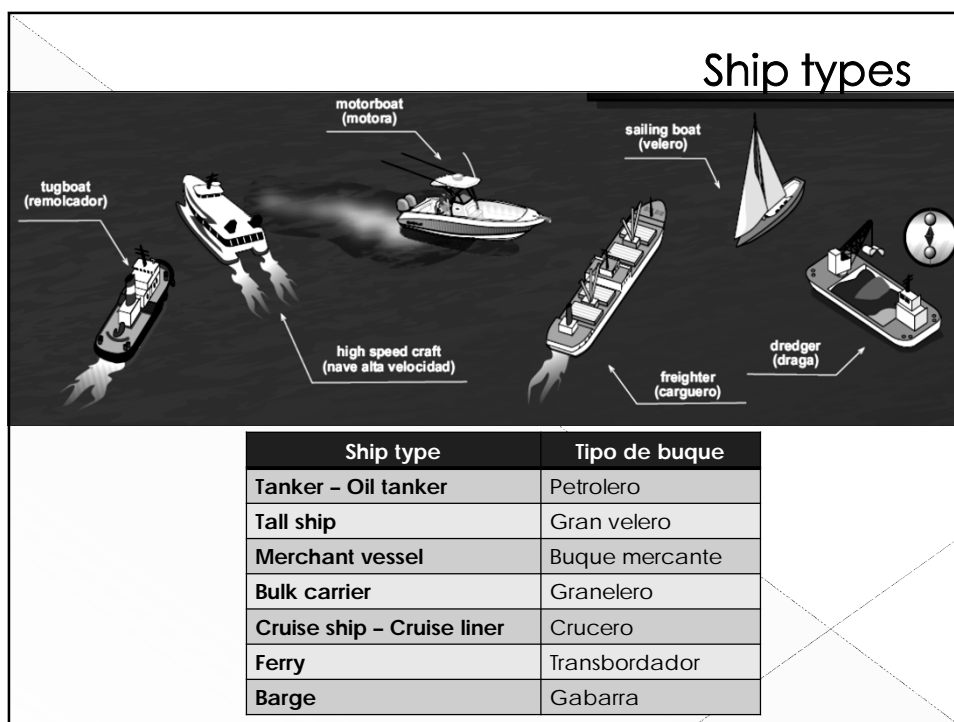 Ship types
motorboat
(motora)
sailing boat
(velero)
tugboat
(remolcador)
high speed craft
(nave alta velocidad)
freighter
(carguero)
dredger
(draga)
Ship type Tipo de buque
Tanker – Oil tanker Petrolero
Tall ship Gran velero
Merchant vessel Buque mercante
Bulk carrier Granelero
Cruise ship – Cruise liner Crucero
Ferry Transbordador
Barge Gabarra